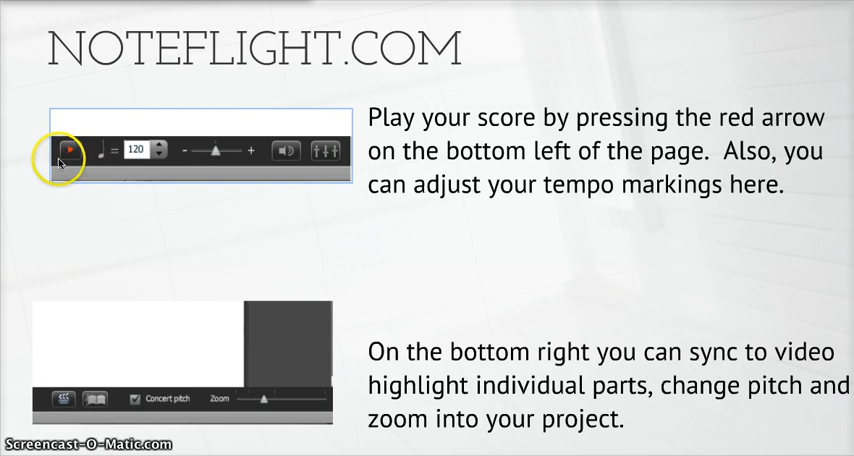 NOTEFLIGHT.COM
Play your score by pressing the red arrow
on the bottom left of the page. Also, you
can adjust your tempo markings here.
= 120 - +
On the bottom right you can sync to video
highlight individual parts, change pitch and
zoom into your project.
Concert pitch Zoom
Screencast-O-Matic.com